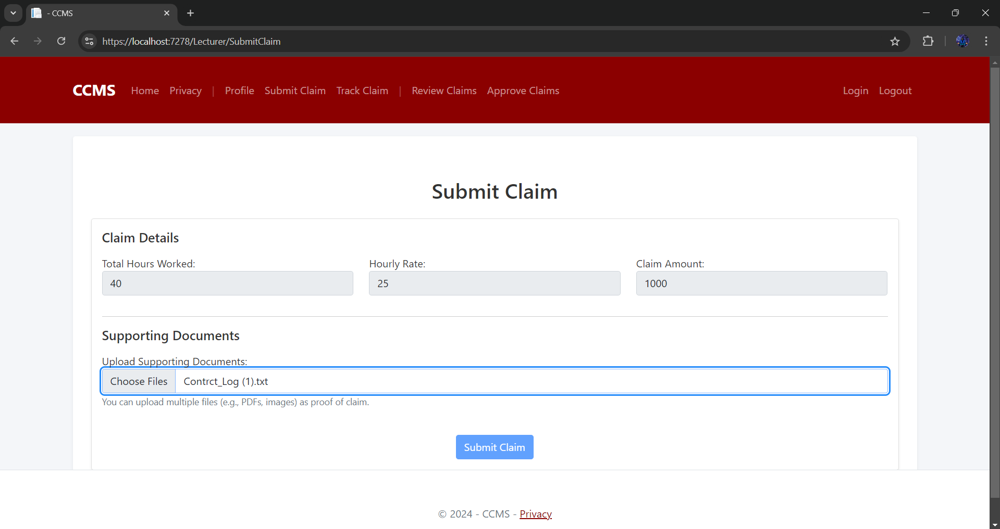 - CCMS
https://localhost:7278/Lecturer/SubmitClaim
CCMS Home Privacy | Profile Submit Claim Track Claim | Review Claims Approve Claims Login Logout
Submit Claim
Claim Details
Total Hours Worked: Hourly Rate: Claim Amount:
40 25 1000
Supporting Documents
Upload Supporting Documents:
Choose Files Contrct_Log (1).txt
You can upload multiple files (e.g., PDFs, images) as proof of claim.
Submit Claim
© 2024 - CCMS - Privacy